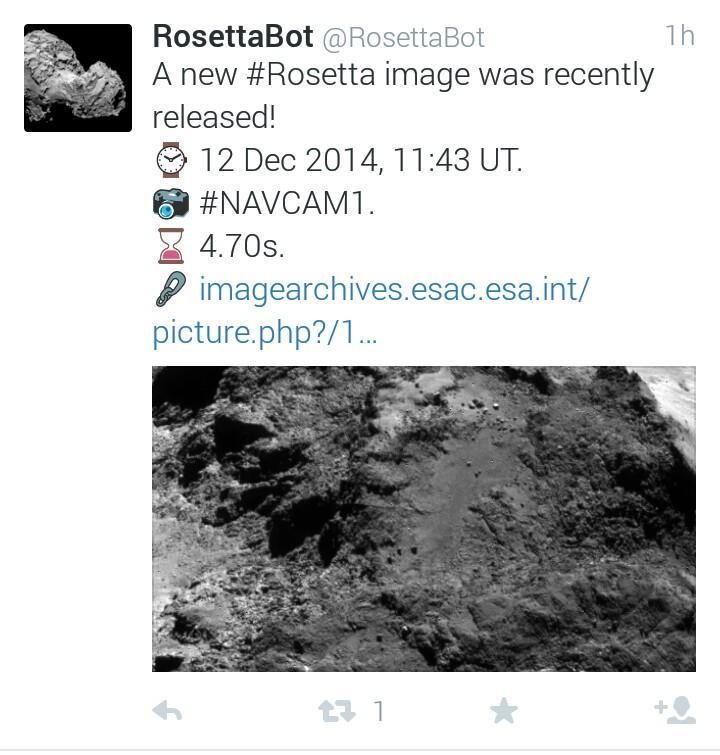 RosettaBot @RosettaBot 1h
A new #Rosetta image was recently
released!
12 Dec 2014, 11:43 UT.
#NAVCAM1.
4.70s.
imagearchives.esac.esa.int/
picture.php?/1...
1